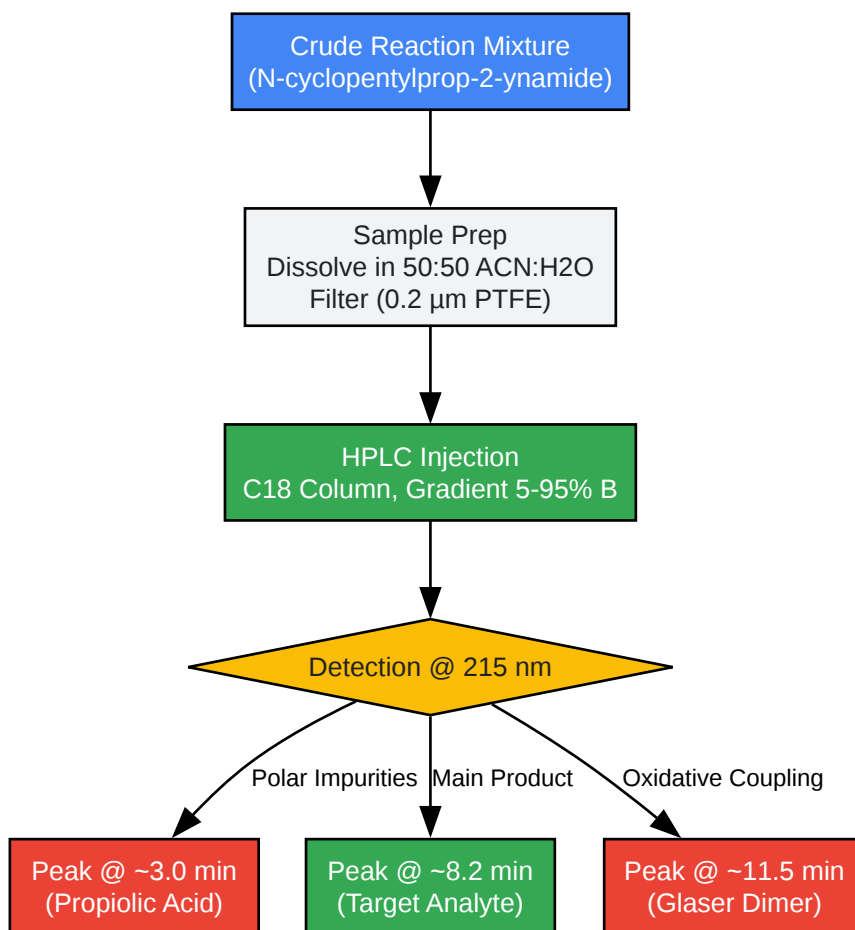 Crude Reaction Mixture
(N-cyclopentylprop-2-ynamide)
Sample Prep
Dissolve in 50:50 ACN:H2O
Filter (0.2 µm PTFE)
HPLC Injection
C18 Column, Gradient 5-95% B
Detection @ 215 nm
Polar Impurities
Main Product
Oxidative Coupling
Peak @ ~3.0 min
(Propiolic Acid)
Peak @ ~8.2 min
(Target Analyte)
Peak @ ~11.5 min
(Glaser Dimer)